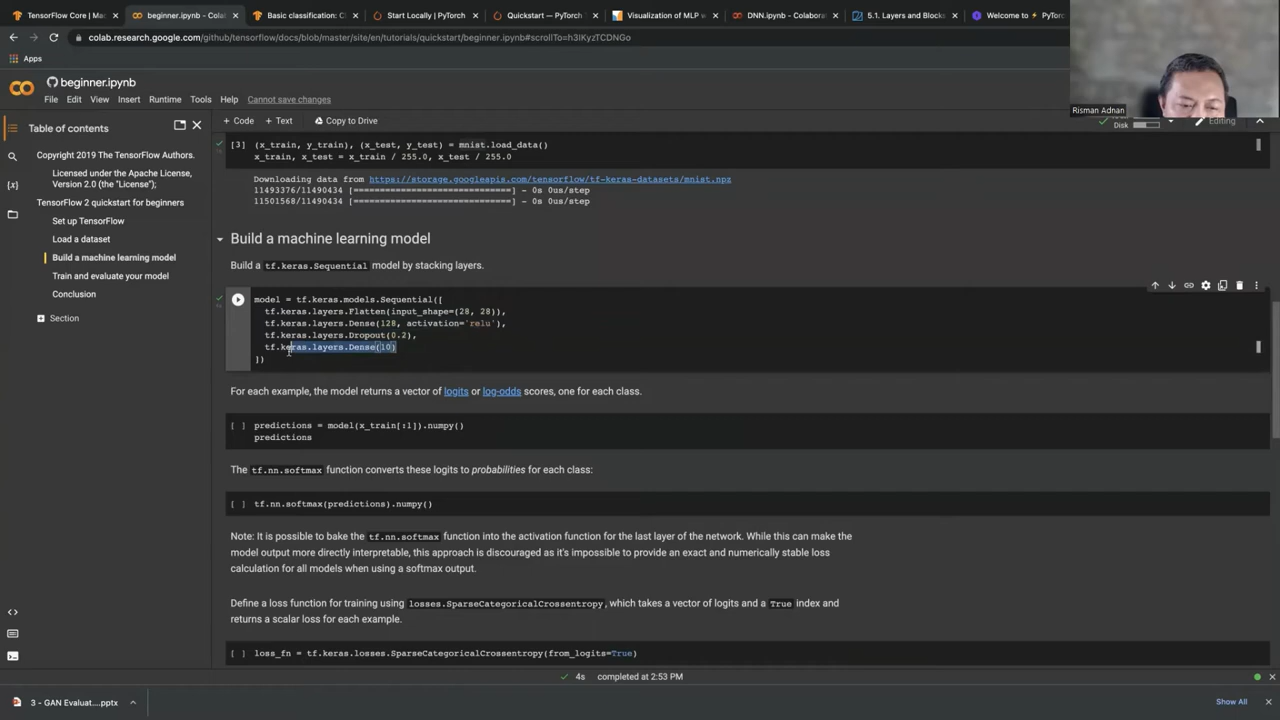 TensorFlow Core | Mac
beginner.ipynb - Colab
Basic classification: C
Start Locally | PyTorch
Quickstart — PyTorch
Visualization of MLP w
DNN.ipynb - Colaborat
5.1. Layers and Blocks
Welcome to ⚡ PyTo
colab.research.google.com/github/tensorflow/docs/blob/master/site/en/tutorials/quickstart/beginner.ipynb#scrollTo=h3IKyzTCDNGo
Apps
beginner.ipynb
File Edit View Insert Runtime Tools Help Cannot save changes
Risman Adnan
Disk
Editing
+ Code + Text Copy to Drive
Table of contents
Copyright 2019 The TensorFlow Authors.
Licensed under the Apache License,
Version 2.0 (the "License");
TensorFlow 2 quickstart for beginners
Set up TensorFlow
Load a dataset
Build a machine learning model
Train and evaluate your model
Conclusion
Section
[3] (x_train, y_train), (x_test, y_test) = mnist.load_data()
x_train, x_test = x_train / 255.0, x_test / 255.0
Downloading data from https://storage.googleapis.com/tensorflow/tf-keras-datasets/mnist.npz
11493376/11490434 [==============================] - 0s 0us/step
11501568/11490434 [==============================] - 0s 0us/step
Build a machine learning model
Build a tf.keras.Sequential model by stacking layers.
model = tf.keras.models.Sequential([
tf.keras.layers.Flatten(input_shape=(28, 28)),
tf.keras.layers.Dense(128, activation='relu'),
tf.keras.layers.Dropout(0.2),
tf.keras.layers.Dense(10)
])
For each example, the model returns a vector of logits or log-odds scores, one for each class.
[ ] predictions = model(x_train[:1]).numpy()
predictions
The tf.nn.softmax function converts these logits to probabilities for each class:
[ ] tf.nn.softmax(predictions).numpy()
Note: It is possible to bake the tf.nn.softmax function into the activation function for the last layer of the network. While this can make the
model output more directly interpretable, this approach is discouraged as it's impossible to provide an exact and numerically stable loss
calculation for all models when using a softmax output.
Define a loss function for training using losses.SparseCategoricalCrossentropy, which takes a vector of logits and a True index and
returns a scalar loss for each example.
[ ] loss_fn = tf.keras.losses.SparseCategoricalCrossentropy(from_logits=True)
4s completed at 2:53 PM
3 - GAN Evaluat....pptx
Show All